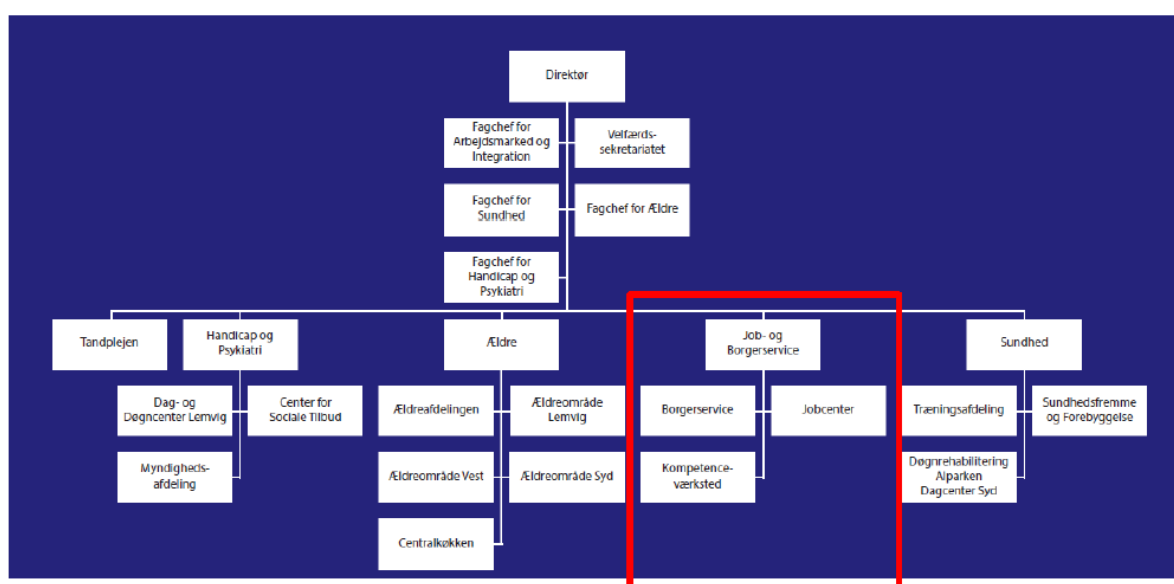 Direktør
Fagchef for
Arbejdsmarked og
Integration
Velfærds-
sekretariatet
Fagchef for
Sundhed
Fagchef for Ældre
Fagchef for
Handicap og
Psykiatri
Tandplejen
Handicap og
Psykiatri
Ældre
Job- og
Borgerservice
Sundhed
Dag- og
Døgncenter Lemvig
Center for
Sociale Tilbud
Ældreafdelingen
Ældreområde
Lemvig
Borgerservice
Jobcenter
Træningsafdeling
Sundhedsfremme
og Forebyggelse
Myndigheds-
afdeling
Ældreområde Vest
Ældreområde Syd
Kompetence-
værksted
Døgnrehabilitering
Alparken
Dagcenter Syd
Centralkøkken